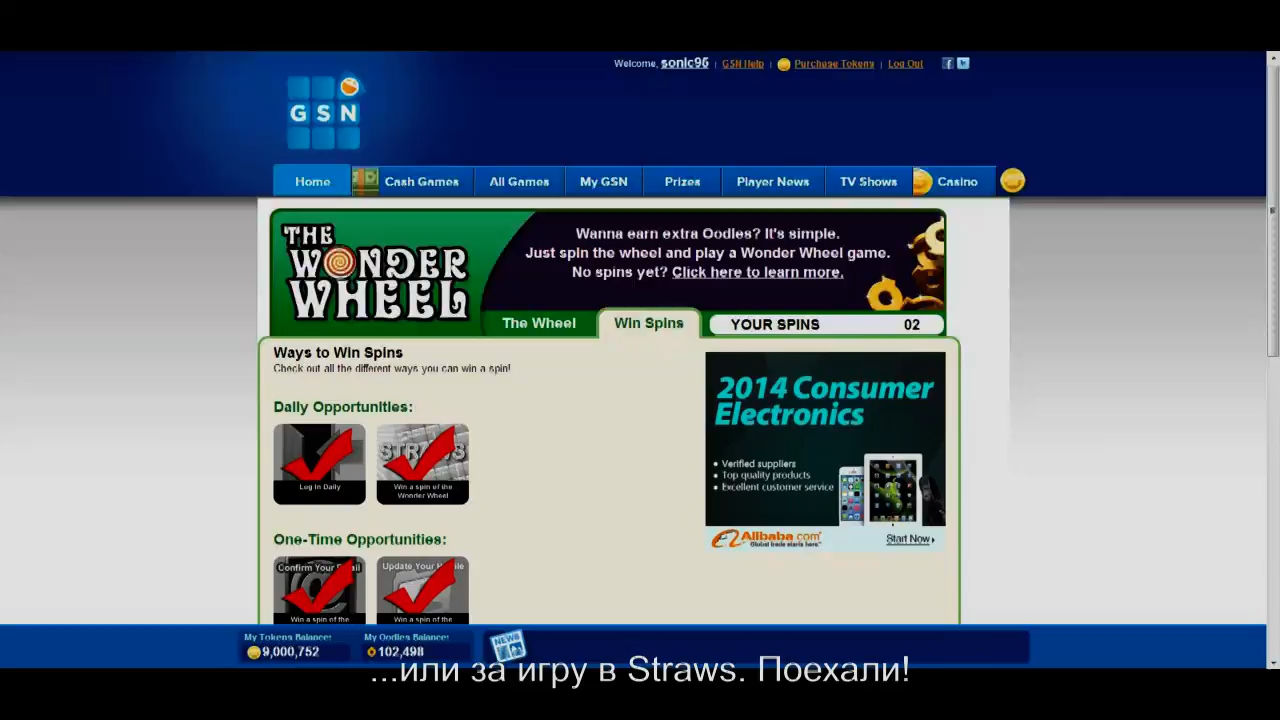 Welcome, sonic96 | GSN Help | Purchase Tokens | Log Out
GSN
Home Cash Games All Games My GSN Prizes Player News TV Shows Casino
THE WONDER WHEEL
Wanna earn extra Oodles? It's simple.
Just spin the wheel and play a Wonder Wheel game.
No spins yet? Click here to learn more.
The Wheel Win Spins YOUR SPINS 02
Ways to Win Spins
Check out all the different ways you can win a spin!
Daily Opportunities:
STRAWS
Log In Daily
Win a spin of the
Wonder Wheel
One-Time Opportunities:
Confirm Your Email
Update Your Mobile
Win a spin of the
Win a spin of the
2014 Consumer
Electronics
• Verified suppliers
• Top quality products
• Excellent customer service
Alibaba.com
Global trade starts here.™
Start Now
My Tokens Balance:
9,000,752
My Oodles Balance:
102,498
NEWS
...или за игру в Straws. Поехали!